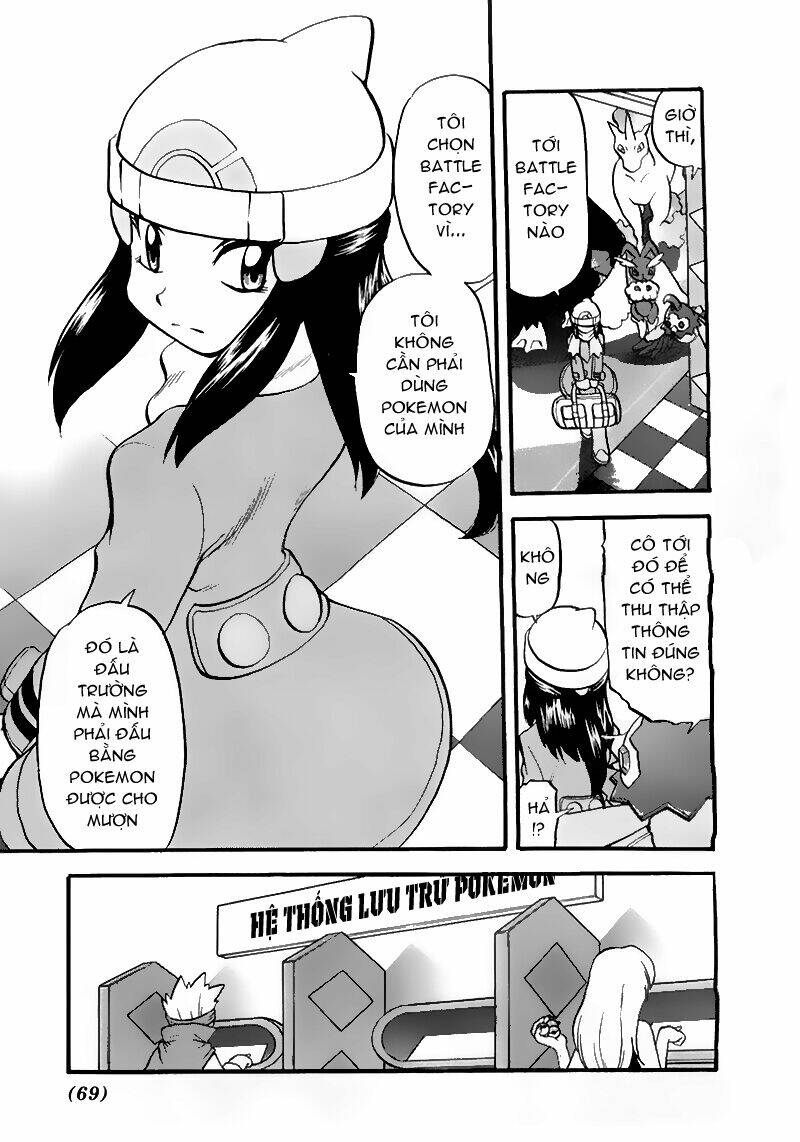 GIỜ
THÌ,
TỚI
BATTLE
FAC-
TORY
NÀO
CÔ TỚI
ĐÓ ĐỂ
CÓ THỂ
THU THẬP
THÔNG
TIN ĐÚNG
KHÔNG?
KHÔ
NG
HẢ
!?
TÔI
CHỌN
BATTLE
FAC-
TORY
VÌ...
TÔI
KHÔNG
CẦN PHẢI
DÙNG
POKEMON
CỦA MÌNH
ĐÓ LÀ
ĐẤU
TRƯỜNG
MÀ MÌNH
PHẢI ĐẤU
BẰNG
POKEMON
ĐƯỢC CHO
MƯỢN
HỆ THỐNG LƯU TRỮ POKEMON
(69)